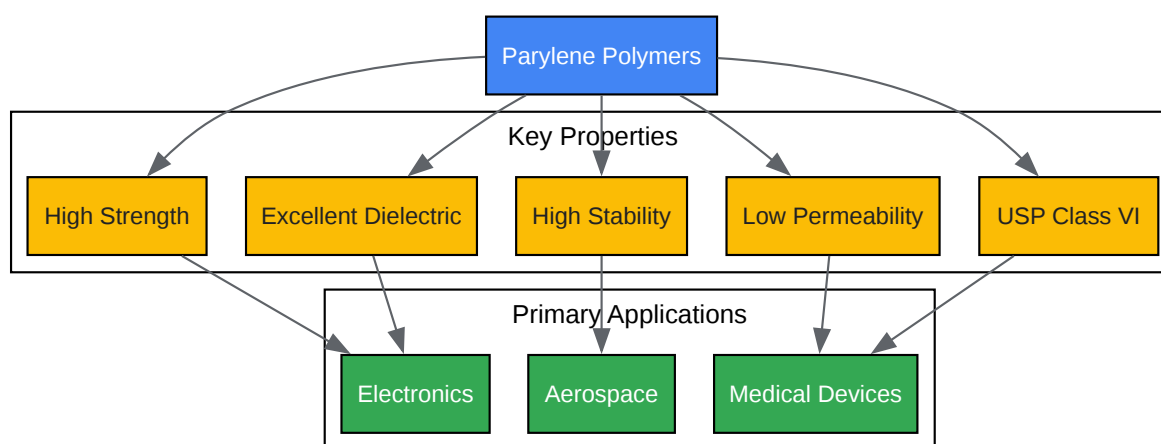 Parylene Polymers
Key Properties
High Strength
Excellent Dielectric
High Stability
Low Permeability
USP Class VI
Primary Applications
Electronics
Aerospace
Medical Devices